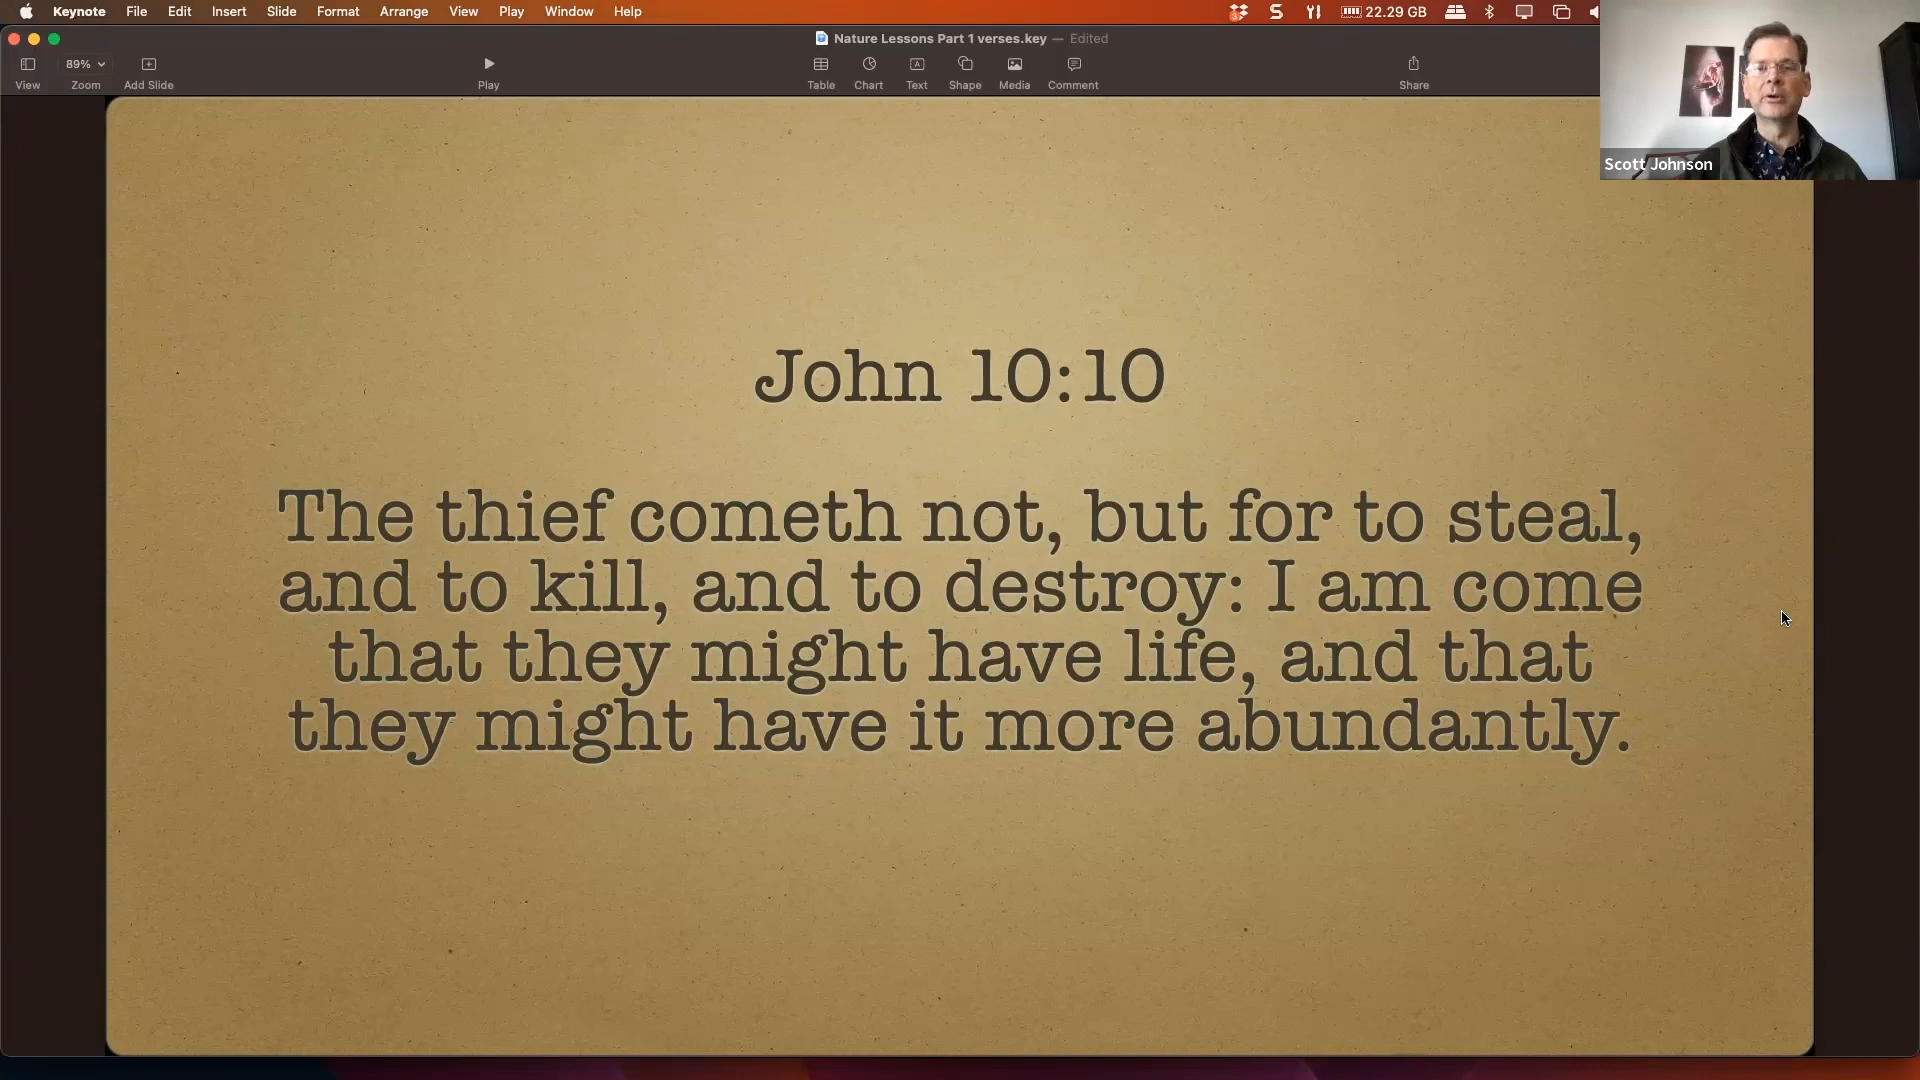 Keynote File Edit Insert Slide Format Arrange View Play Window Help 22.29 GB
Nature Lessons Part 1 verses.key — Edited
89%
View Zoom Add Slide Play Table Chart Text Shape Media Comment Share
Scott Johnson
John 10:10
The thief cometh not, but for to steal,
and to kill, and to destroy: I am come
that they might have life, and that
they might have it more abundantly.